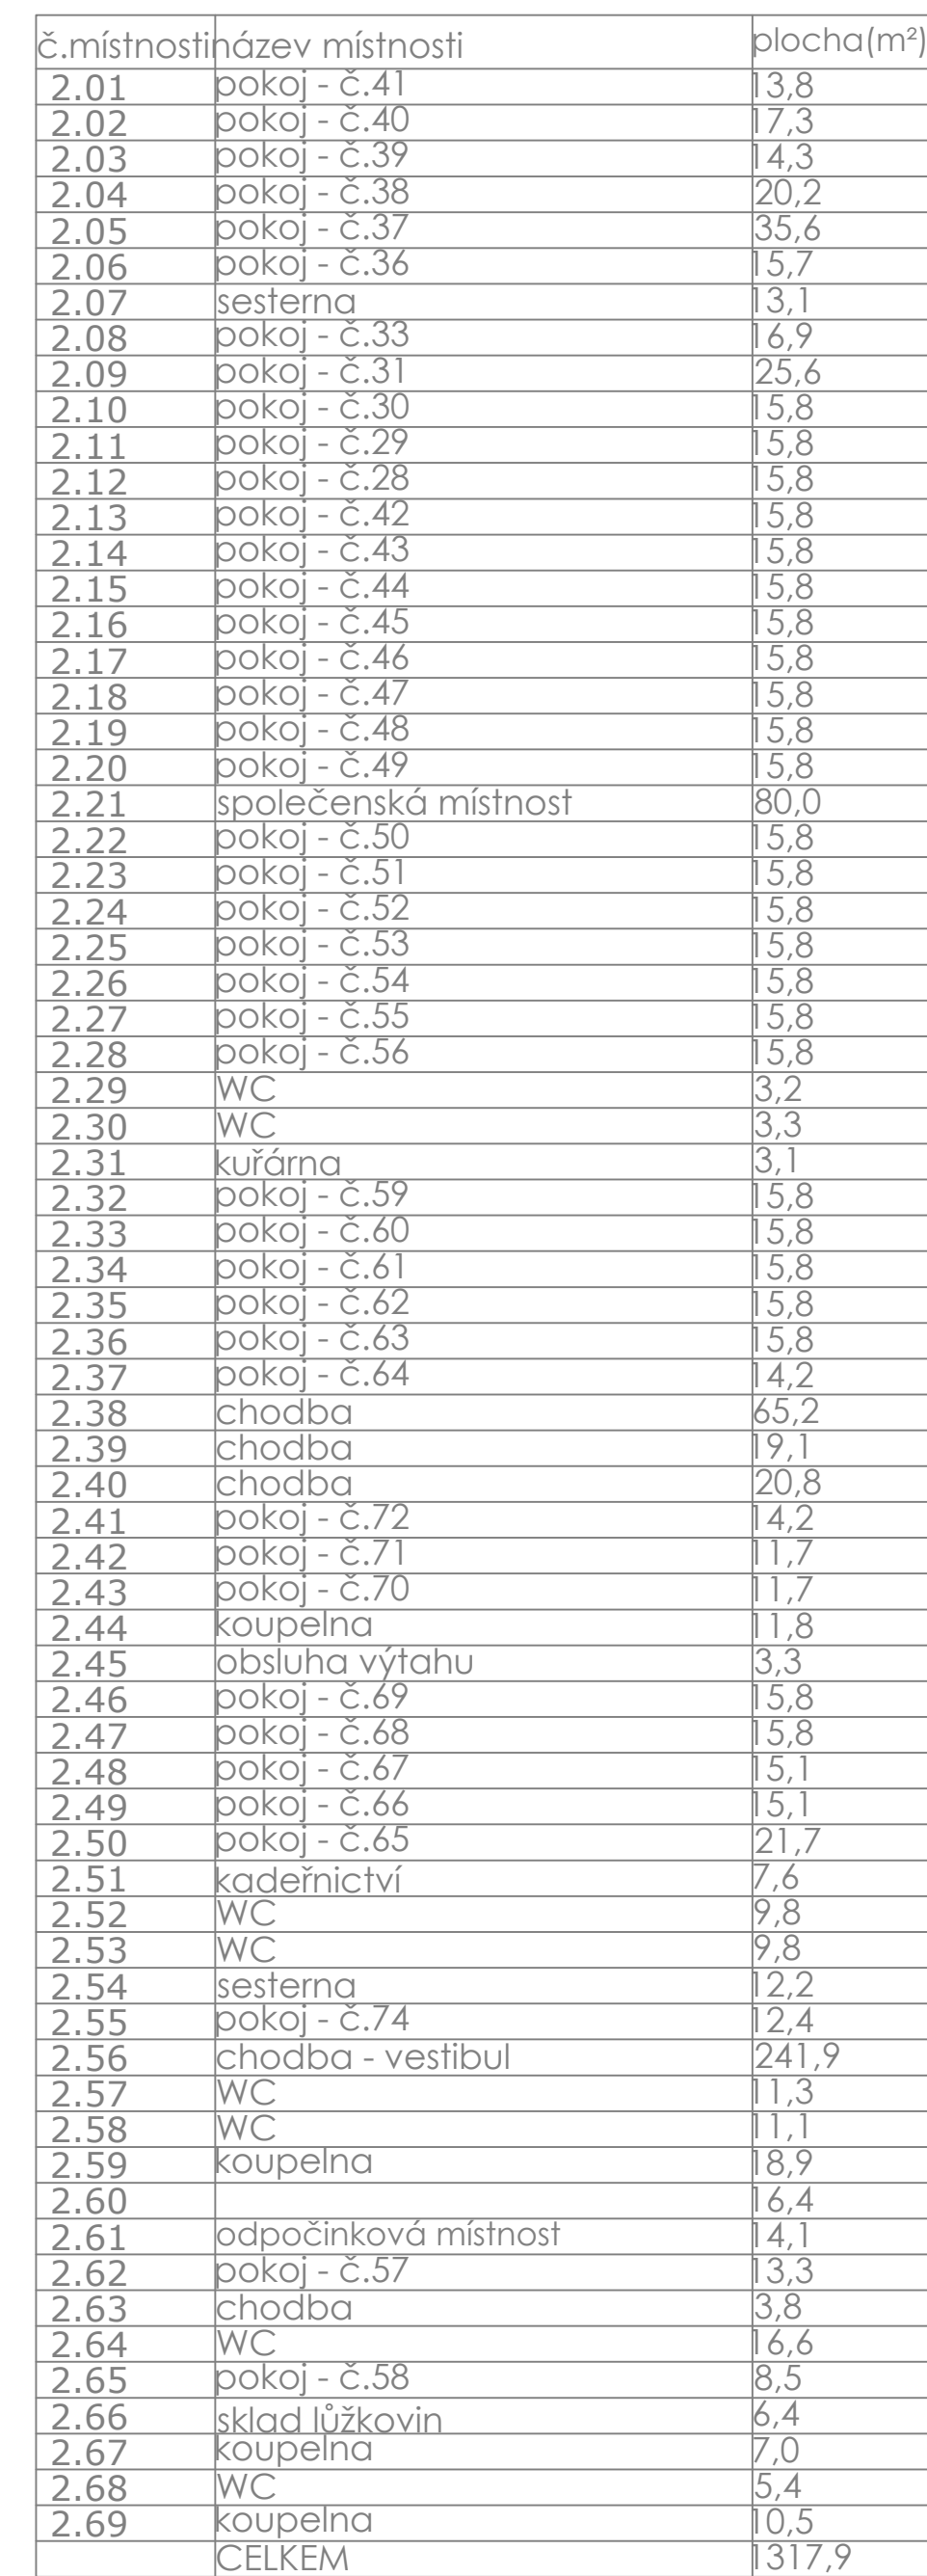 č.místnosti název místnosti plocha(m²)
2.01 pokoj - č.41 13,8
2.02 pokoj - č.40 17,3
2.03 pokoj - č.39 14,3
2.04 pokoj - č.38 20,2
2.05 pokoj - č.37 35,6
2.06 pokoj - č.36 15,7
2.07 sesterna 13,1
2.08 pokoj - č.33 16,9
2.09 pokoj - č.31 25,6
2.10 pokoj - č.30 15,8
2.11 pokoj - č.29 15,8
2.12 pokoj - č.28 15,8
2.13 pokoj - č.42 15,8
2.14 pokoj - č.43 15,8
2.15 pokoj - č.44 15,8
2.16 pokoj - č.45 15,8
2.17 pokoj - č.46 15,8
2.18 pokoj - č.47 15,8
2.19 pokoj - č.48 15,8
2.20 pokoj - č.49 15,8
2.21 společenská místnost 80,0
2.22 pokoj - č.50 15,8
2.23 pokoj - č.51 15,8
2.24 pokoj - č.52 15,8
2.25 pokoj - č.53 15,8
2.26 pokoj - č.54 15,8
2.27 pokoj - č.55 15,8
2.28 pokoj - č.56 15,8
2.29 WC 3,2
2.30 WC 3,3
2.31 kuřárna 3,1
2.32 pokoj - č.59 15,8
2.33 pokoj - č.60 15,8
2.34 pokoj - č.61 15,8
2.35 pokoj - č.62 15,8
2.36 pokoj - č.63 15,8
2.37 pokoj - č.64 14,2
2.38 chodba 65,2
2.39 chodba 19,1
2.40 chodba 20,8
2.41 pokoj - č.72 14,2
2.42 pokoj - č.71 11,7
2.43 pokoj - č.70 11,7
2.44 koupelna 11,8
2.45 obsluha výtahu 3,3
2.46 pokoj - č.69 15,8
2.47 pokoj - č.68 15,8
2.48 pokoj - č.67 15,1
2.49 pokoj - č.66 15,1
2.50 pokoj - č.65 21,7
2.51 kadeřnictví 7,6
2.52 WC 9,8
2.53 WC 9,8
2.54 sesterna 12,2
2.55 pokoj - č.74 12,4
2.56 chodba - vestibul 241,9
2.57 WC 11,3
2.58 WC 11,1
2.59 koupelna 18,9
2.60 16,4
2.61 odpočinková místnost 14,1
2.62 pokoj - č.57 13,3
2.63 chodba 3,8
2.64 WC 16,6
2.65 pokoj - č.58 8,5
2.66 sklad lůžkovin 6,4
2.67 koupelna 7,0
2.68 WC 5,4
2.69 koupelna 10,5
CELKEM 1317,9